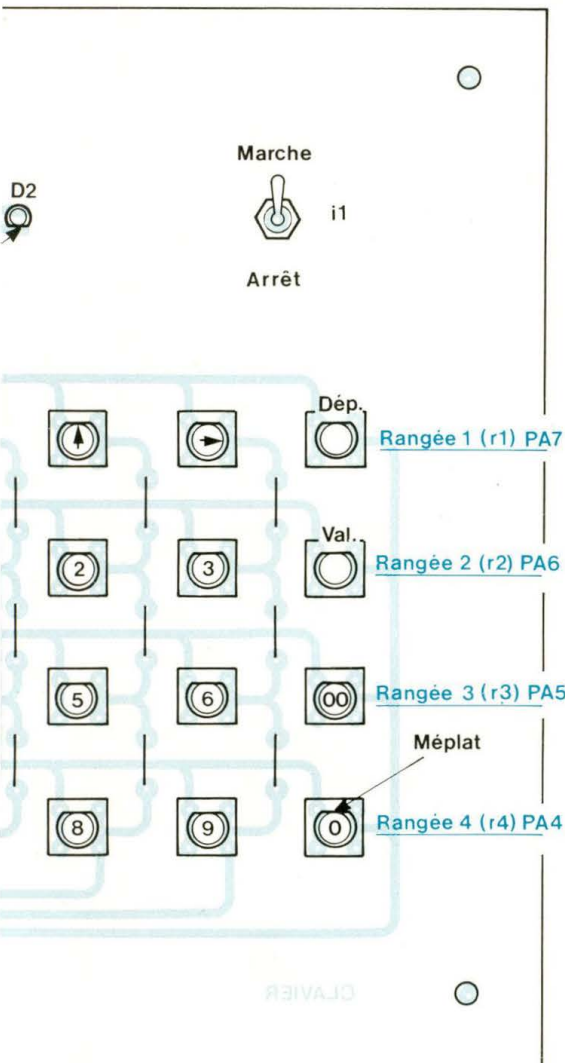 Marche
D2
i1
Arrêt
Dép.
Rangée 1 (r1) PA7
Val.
2
3
Rangée 2 (r2) PA6
5
6
00
Rangée 3 (r3) PA5
Méplat
8
9
0
Rangée 4 (r4) PA4
CLAVIER